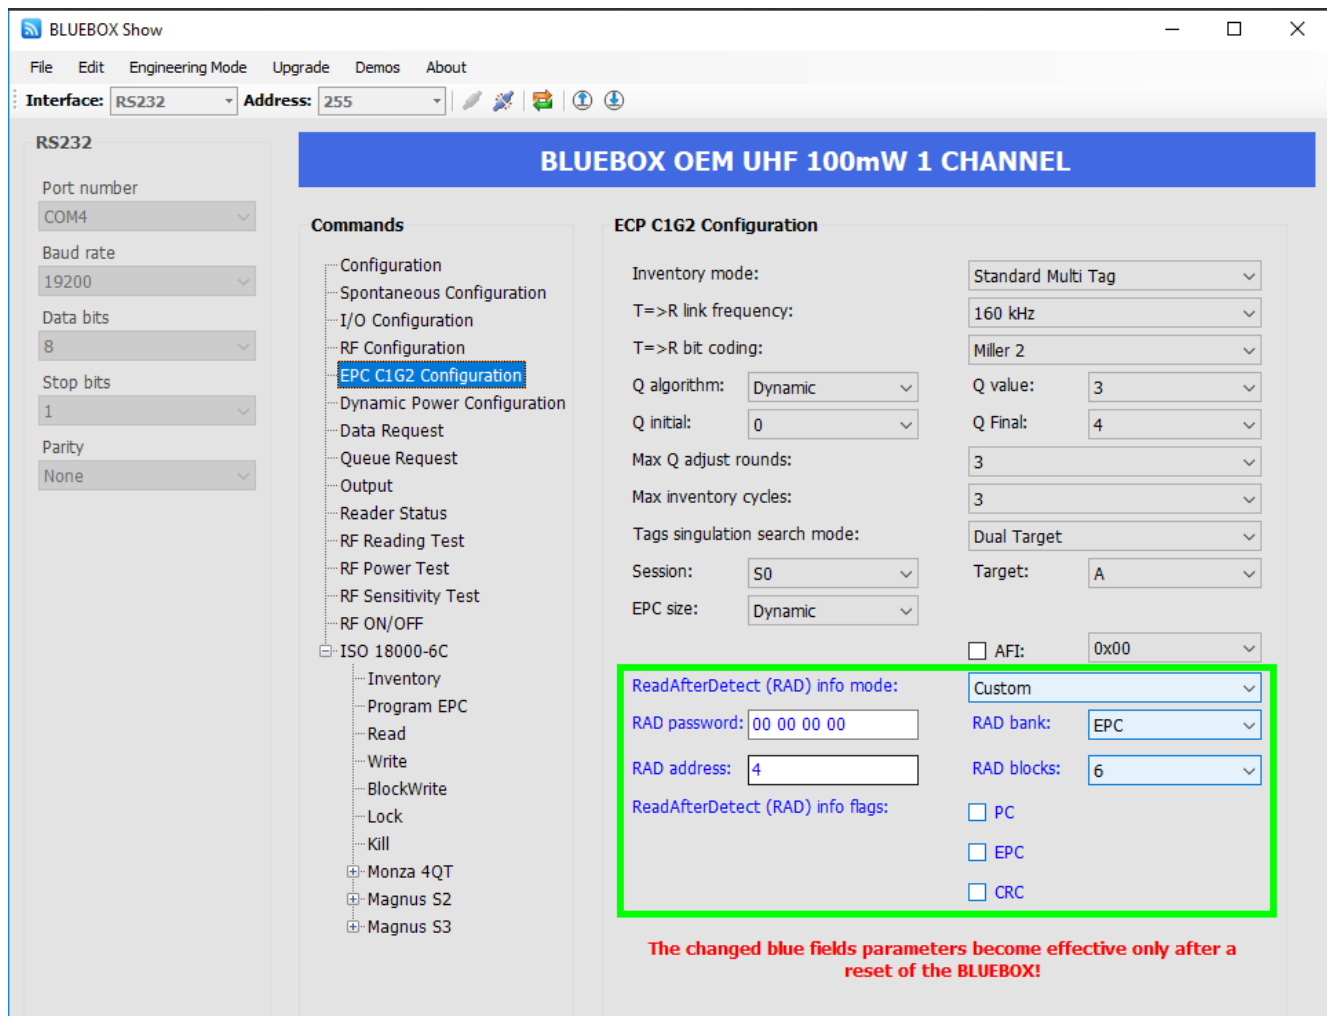 BLUEBOX Show
File Edit Engineering Mode Upgrade Demos About
Interface: RS232 Address: 255
RS232
Port number
COM4
Baud rate
19200
Data bits
8
Stop bits
1
Parity
None
BLUEBOX OEM UHF 100mW 1 CHANNEL
Commands
Configuration
Spontaneous Configuration
I/O Configuration
RF Configuration
EPC C1G2 Configuration
Dynamic Power Configuration
Data Request
Queue Request
Output
Reader Status
RF Reading Test
RF Power Test
RF Sensitivity Test
RF ON/OFF
ISO 18000-6C
Inventory
Program EPC
Read
Write
BlockWrite
Lock
Kill
Monza 4QT
Magnus S2
Magnus S3
ECP C1G2 Configuration
Inventory mode: Standard Multi Tag
T=>R link frequency: 160 kHz
T=>R bit coding: Miller 2
Q algorithm: Dynamic Q value: 3
Q initial: 0 Q Final: 4
Max Q adjust rounds: 3
Max inventory cycles: 3
Tags singulation search mode: Dual Target
Session: S0 Target: A
EPC size: Dynamic
AFI: 0x00
ReadAfterDetect (RAD) info mode: Custom
RAD password: 00 00 00 00 RAD bank: EPC
RAD address: 4 RAD blocks: 6
ReadAfterDetect (RAD) info flags: PC
EPC
CRC
The changed blue fields parameters become effective only after a
reset of the BLUEBOX!